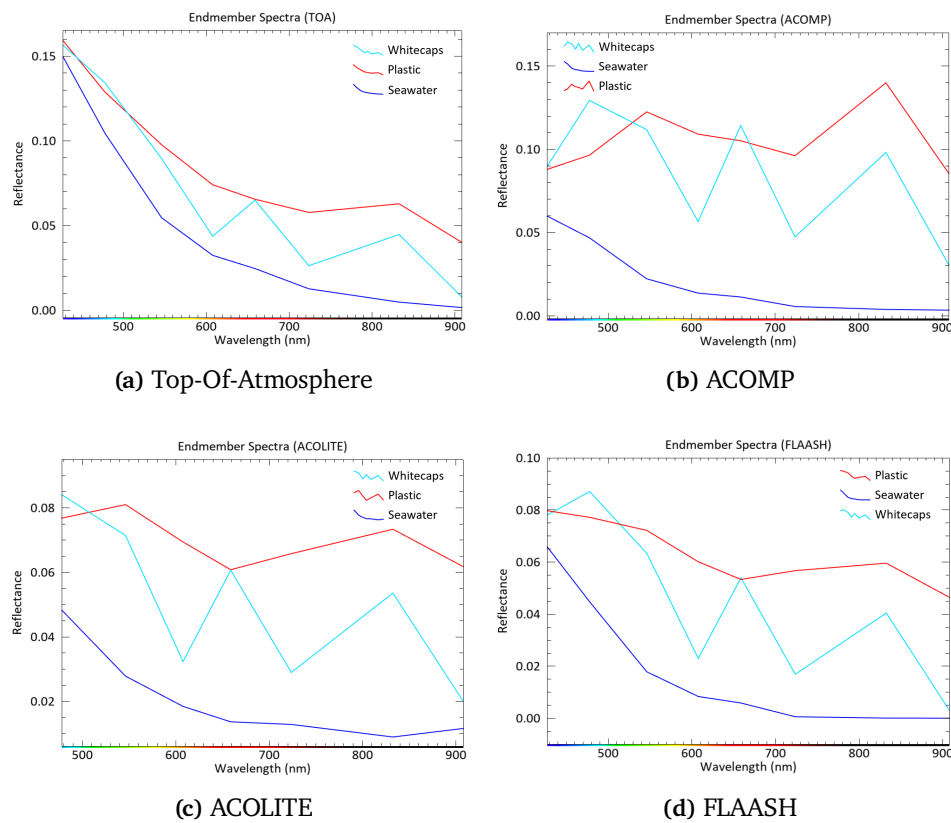 Endmember Spectra (TOA)
Whitecaps
Plastic
Seawater
0.15
0.10
0.05
0.00
Reflectance
500 600 700 800 900
Wavelength (nm)
(a) Top-Of-Atmosphere
Endmember Spectra (ACOMP)
Whitecaps
Seawater
Plastic
0.15
0.10
0.05
0.00
Reflectance
500 600 700 800 900
Wavelength (nm)
(b) ACOMP
Endmember Spectra (ACOLITE)
Whitecaps
Plastic
Seawater
0.08
0.06
0.04
0.02
Reflectance
500 600 700 800 900
Wavelength (nm)
(c) ACOLITE
Endmember Spectra (FLAASH)
Plastic
Seawater
Whitecaps
0.10
0.08
0.06
0.04
0.02
0.00
Reflectance
500 600 700 800 900
Wavelength (nm)
(d) FLAASH